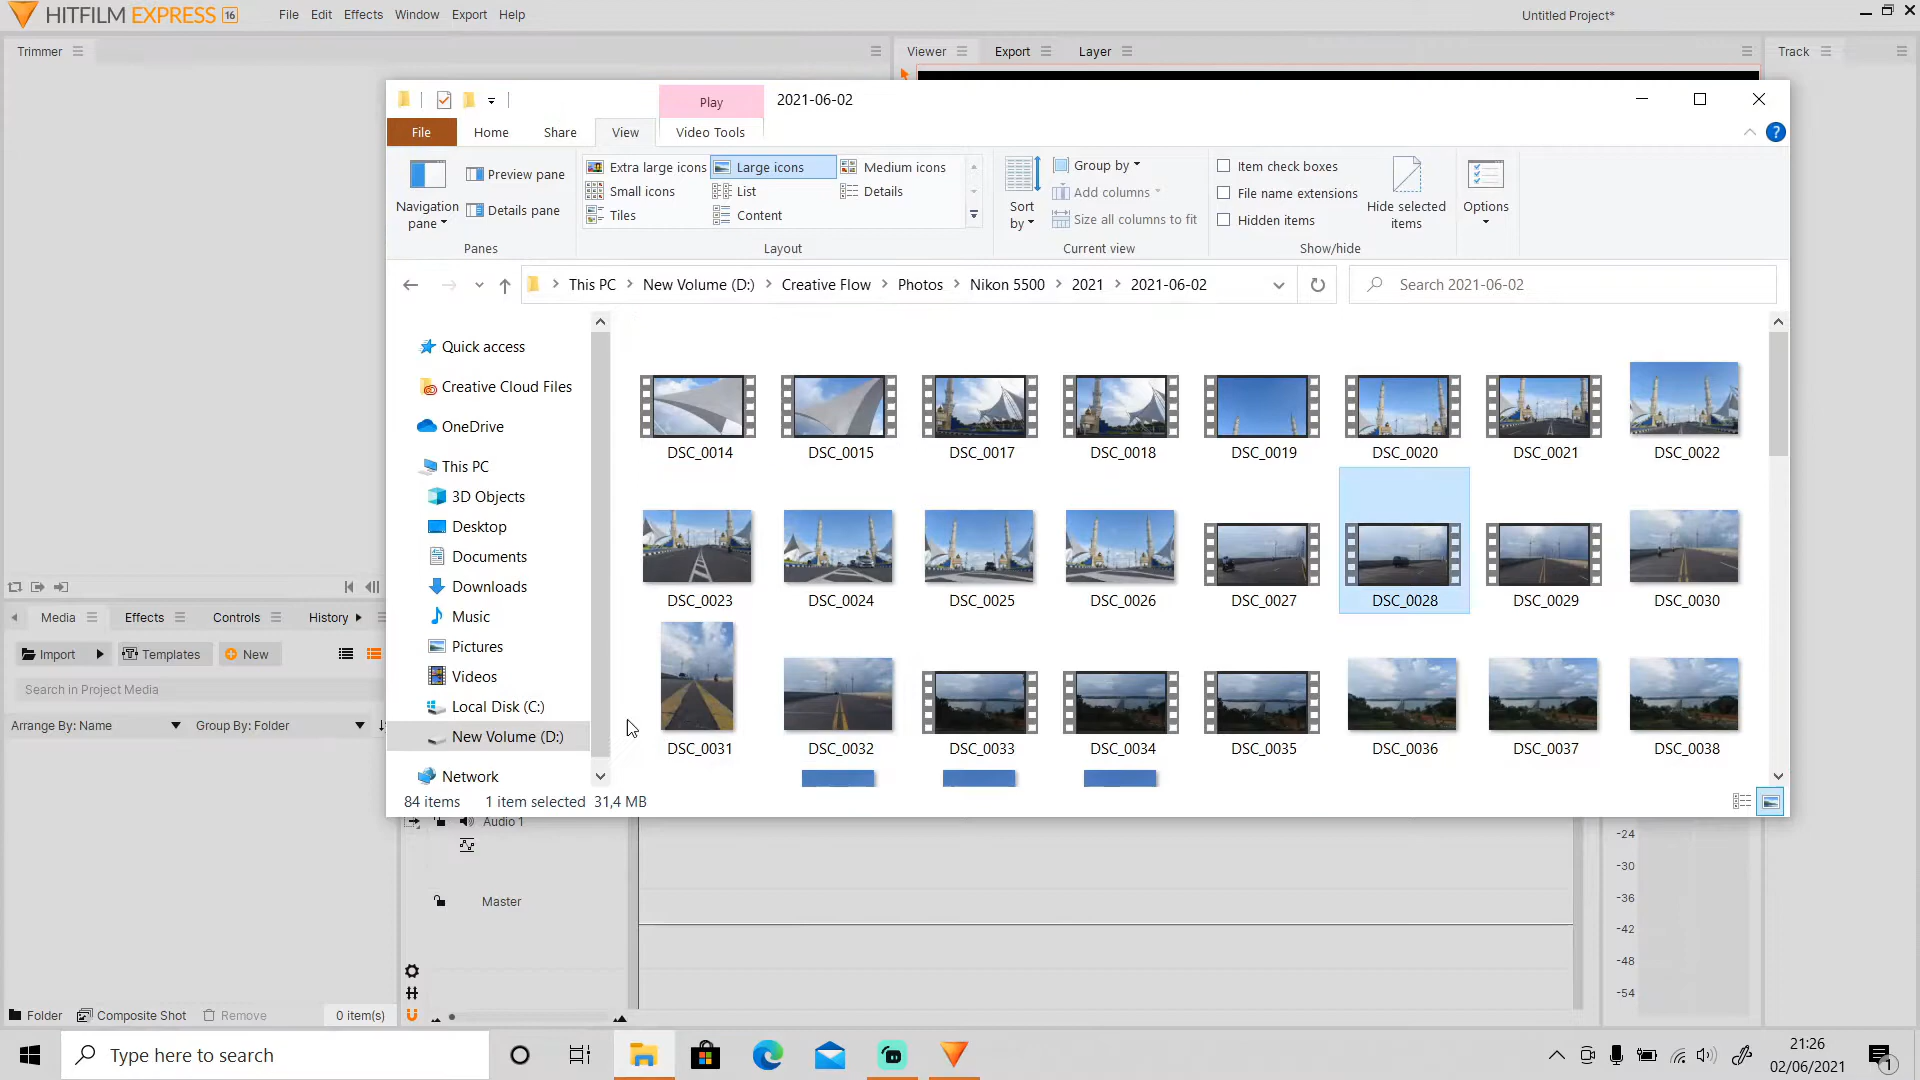 HITFILM EXPRESS 16
File Edit Effects Window Export Help
Untitled Project*
Trimmer
Viewer Export Layer
Track
Play
2021-06-02
File Home Share View Video Tools
Navigation pane
Preview pane
Details pane
Panes
Extra large icons Large icons Medium icons
Small icons List Details
Tiles Content
Layout
Sort by
Group by
Add columns
Size all columns to fit
Current view
Item check boxes
File name extensions
Hidden items
Hide selected items
Show/hide
Options
This PC New Volume (D:) Creative Flow Photos Nikon 5500 2021 2021-06-02
Search 2021-06-02
Quick access
Creative Cloud Files
OneDrive
This PC
3D Objects
Desktop
Documents
Downloads
Music
Pictures
Videos
Local Disk (C:)
New Volume (D:)
Network
DSC_0014 DSC_0015 DSC_0017 DSC_0018 DSC_0019 DSC_0020 DSC_0021 DSC_0022
DSC_0023 DSC_0024 DSC_0025 DSC_0026 DSC_0027 DSC_0028 DSC_0029 DSC_0030
DSC_0031 DSC_0032 DSC_0033 DSC_0034 DSC_0035 DSC_0036 DSC_0037 DSC_0038
84 items 1 item selected 31,4 MB
Media Effects Controls History
Import Templates New
Search in Project Media
Arrange By: Name Group By: Folder
Audio 1
Master
-24
-30
-36
-42
-48
-54
Folder Composite Shot Remove 0 item(s)
Type here to search
21:26
02/06/2021
1